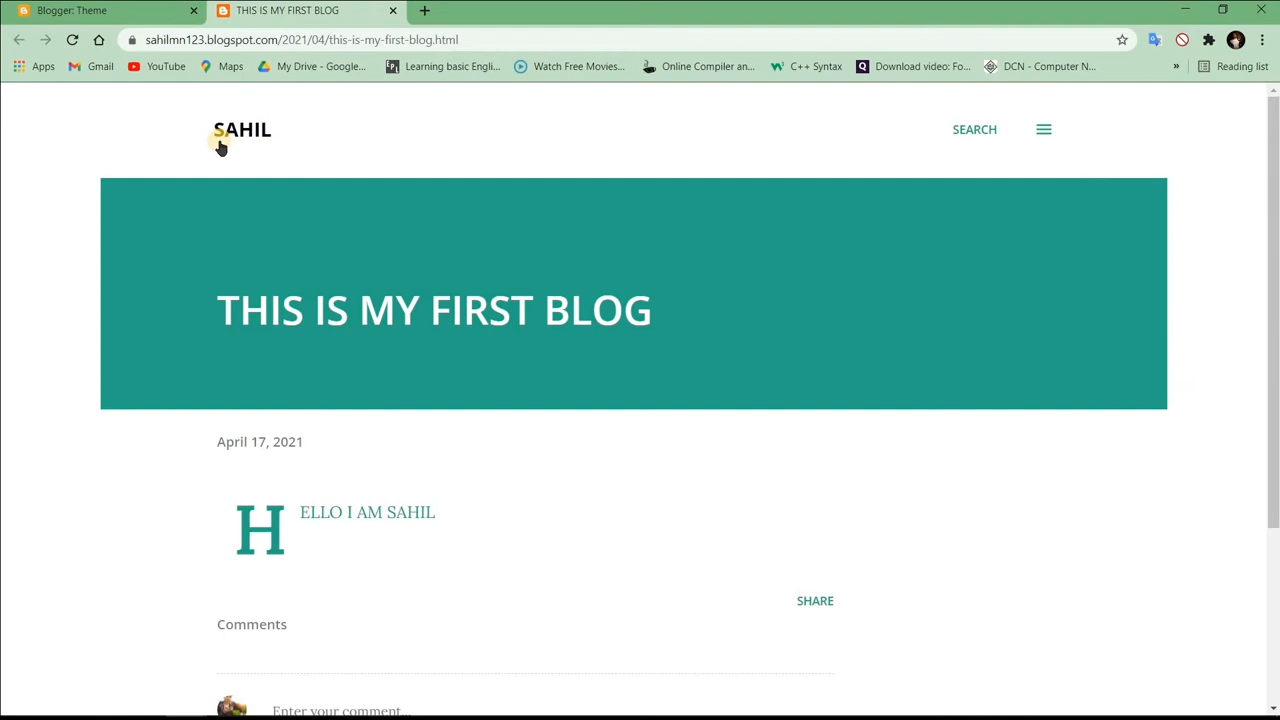 Blogger: Theme
THIS IS MY FIRST BLOG
sahilmn123.blogspot.com/2021/04/this-is-my-first-blog.html
Apps
Gmail
YouTube
Maps
My Drive - Google...
Learning basic Engli...
Watch Free Movies...
Online Compiler an...
C++ Syntax
Download video: Fo...
DCN - Computer N...
»
Reading list
SAHIL
SEARCH
THIS IS MY FIRST BLOG
April 17, 2021
HELLO I AM SAHIL
SHARE
Comments
Enter your comment...